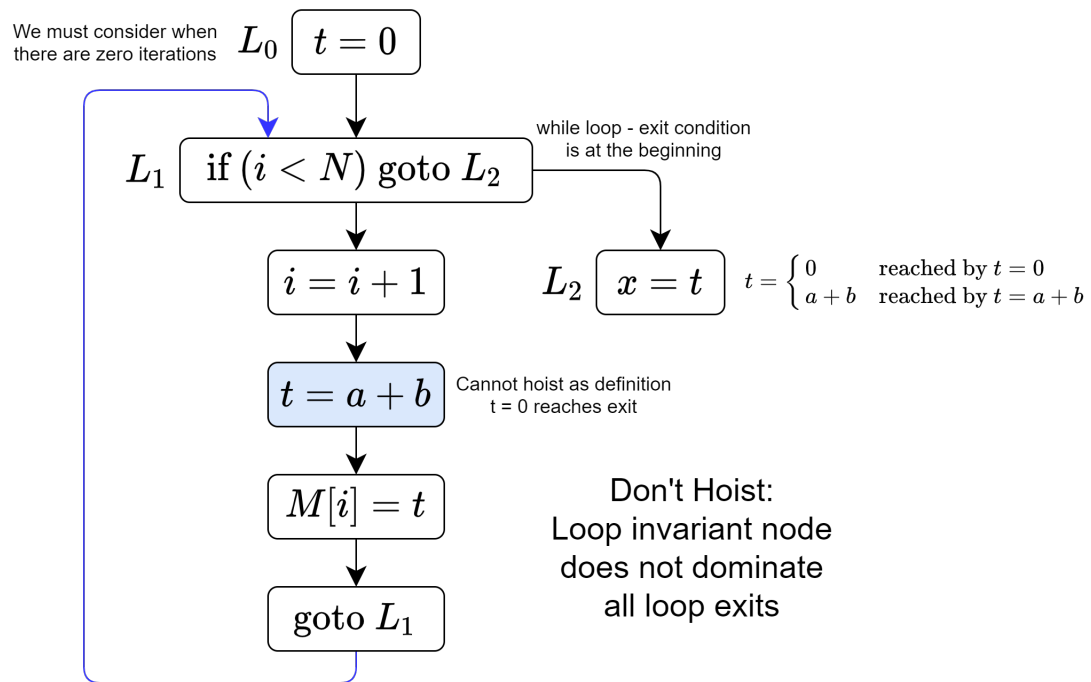 We must consider when
there are zero iterations
L₀
t = 0
while loop - exit condition
is at the beginning
L₁
if (i < N) goto L₂
i = i + 1
L₂
x = t
t = { 0 reached by t = 0
a + b reached by t = a + b
t = a + b
Cannot hoist as definition
t = 0 reaches exit
M[i] = t
Don't Hoist:
Loop invariant node
does not dominate
all loop exits
goto L₁